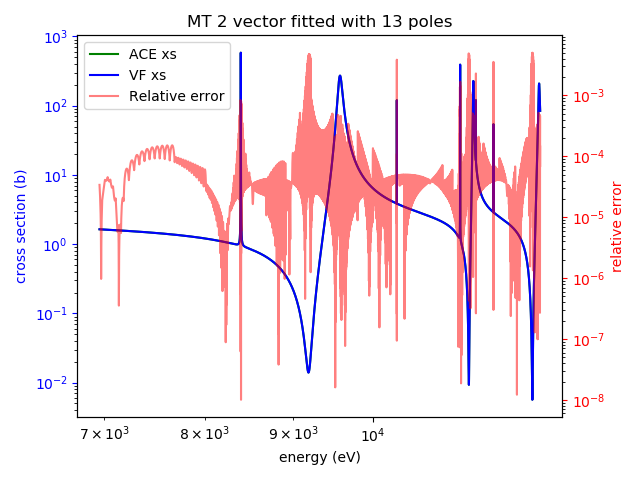 MT 2 vector fitted with 13 poles
ACE xs
VF xs
Relative error
cross section (b)
10³
10²
10¹
10⁰
10⁻¹
10⁻²
relative error
10⁻³
10⁻⁴
10⁻⁵
10⁻⁶
10⁻⁷
10⁻⁸
7 × 10³ 8 × 10³ 9 × 10³ 10⁴
energy (eV)